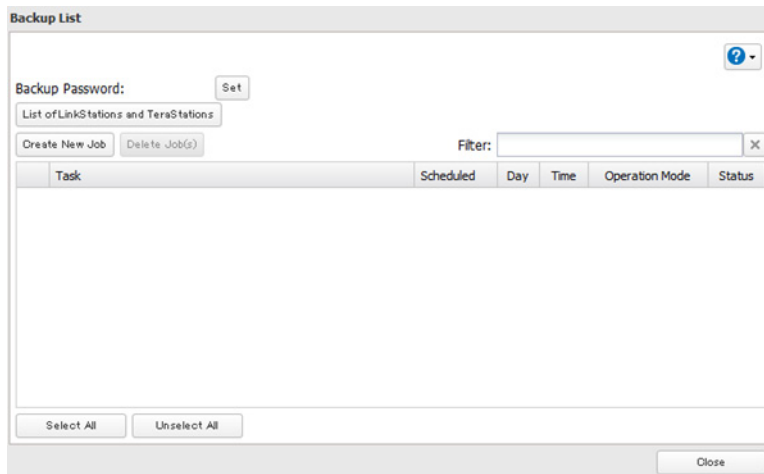 Backup List
?
Backup Password: Set
List of LinkStations and TeraStations
Create New Job Delete Job(s) Filter:
Task Scheduled Day Time Operation Mode Status
Select All Unselect All
Close